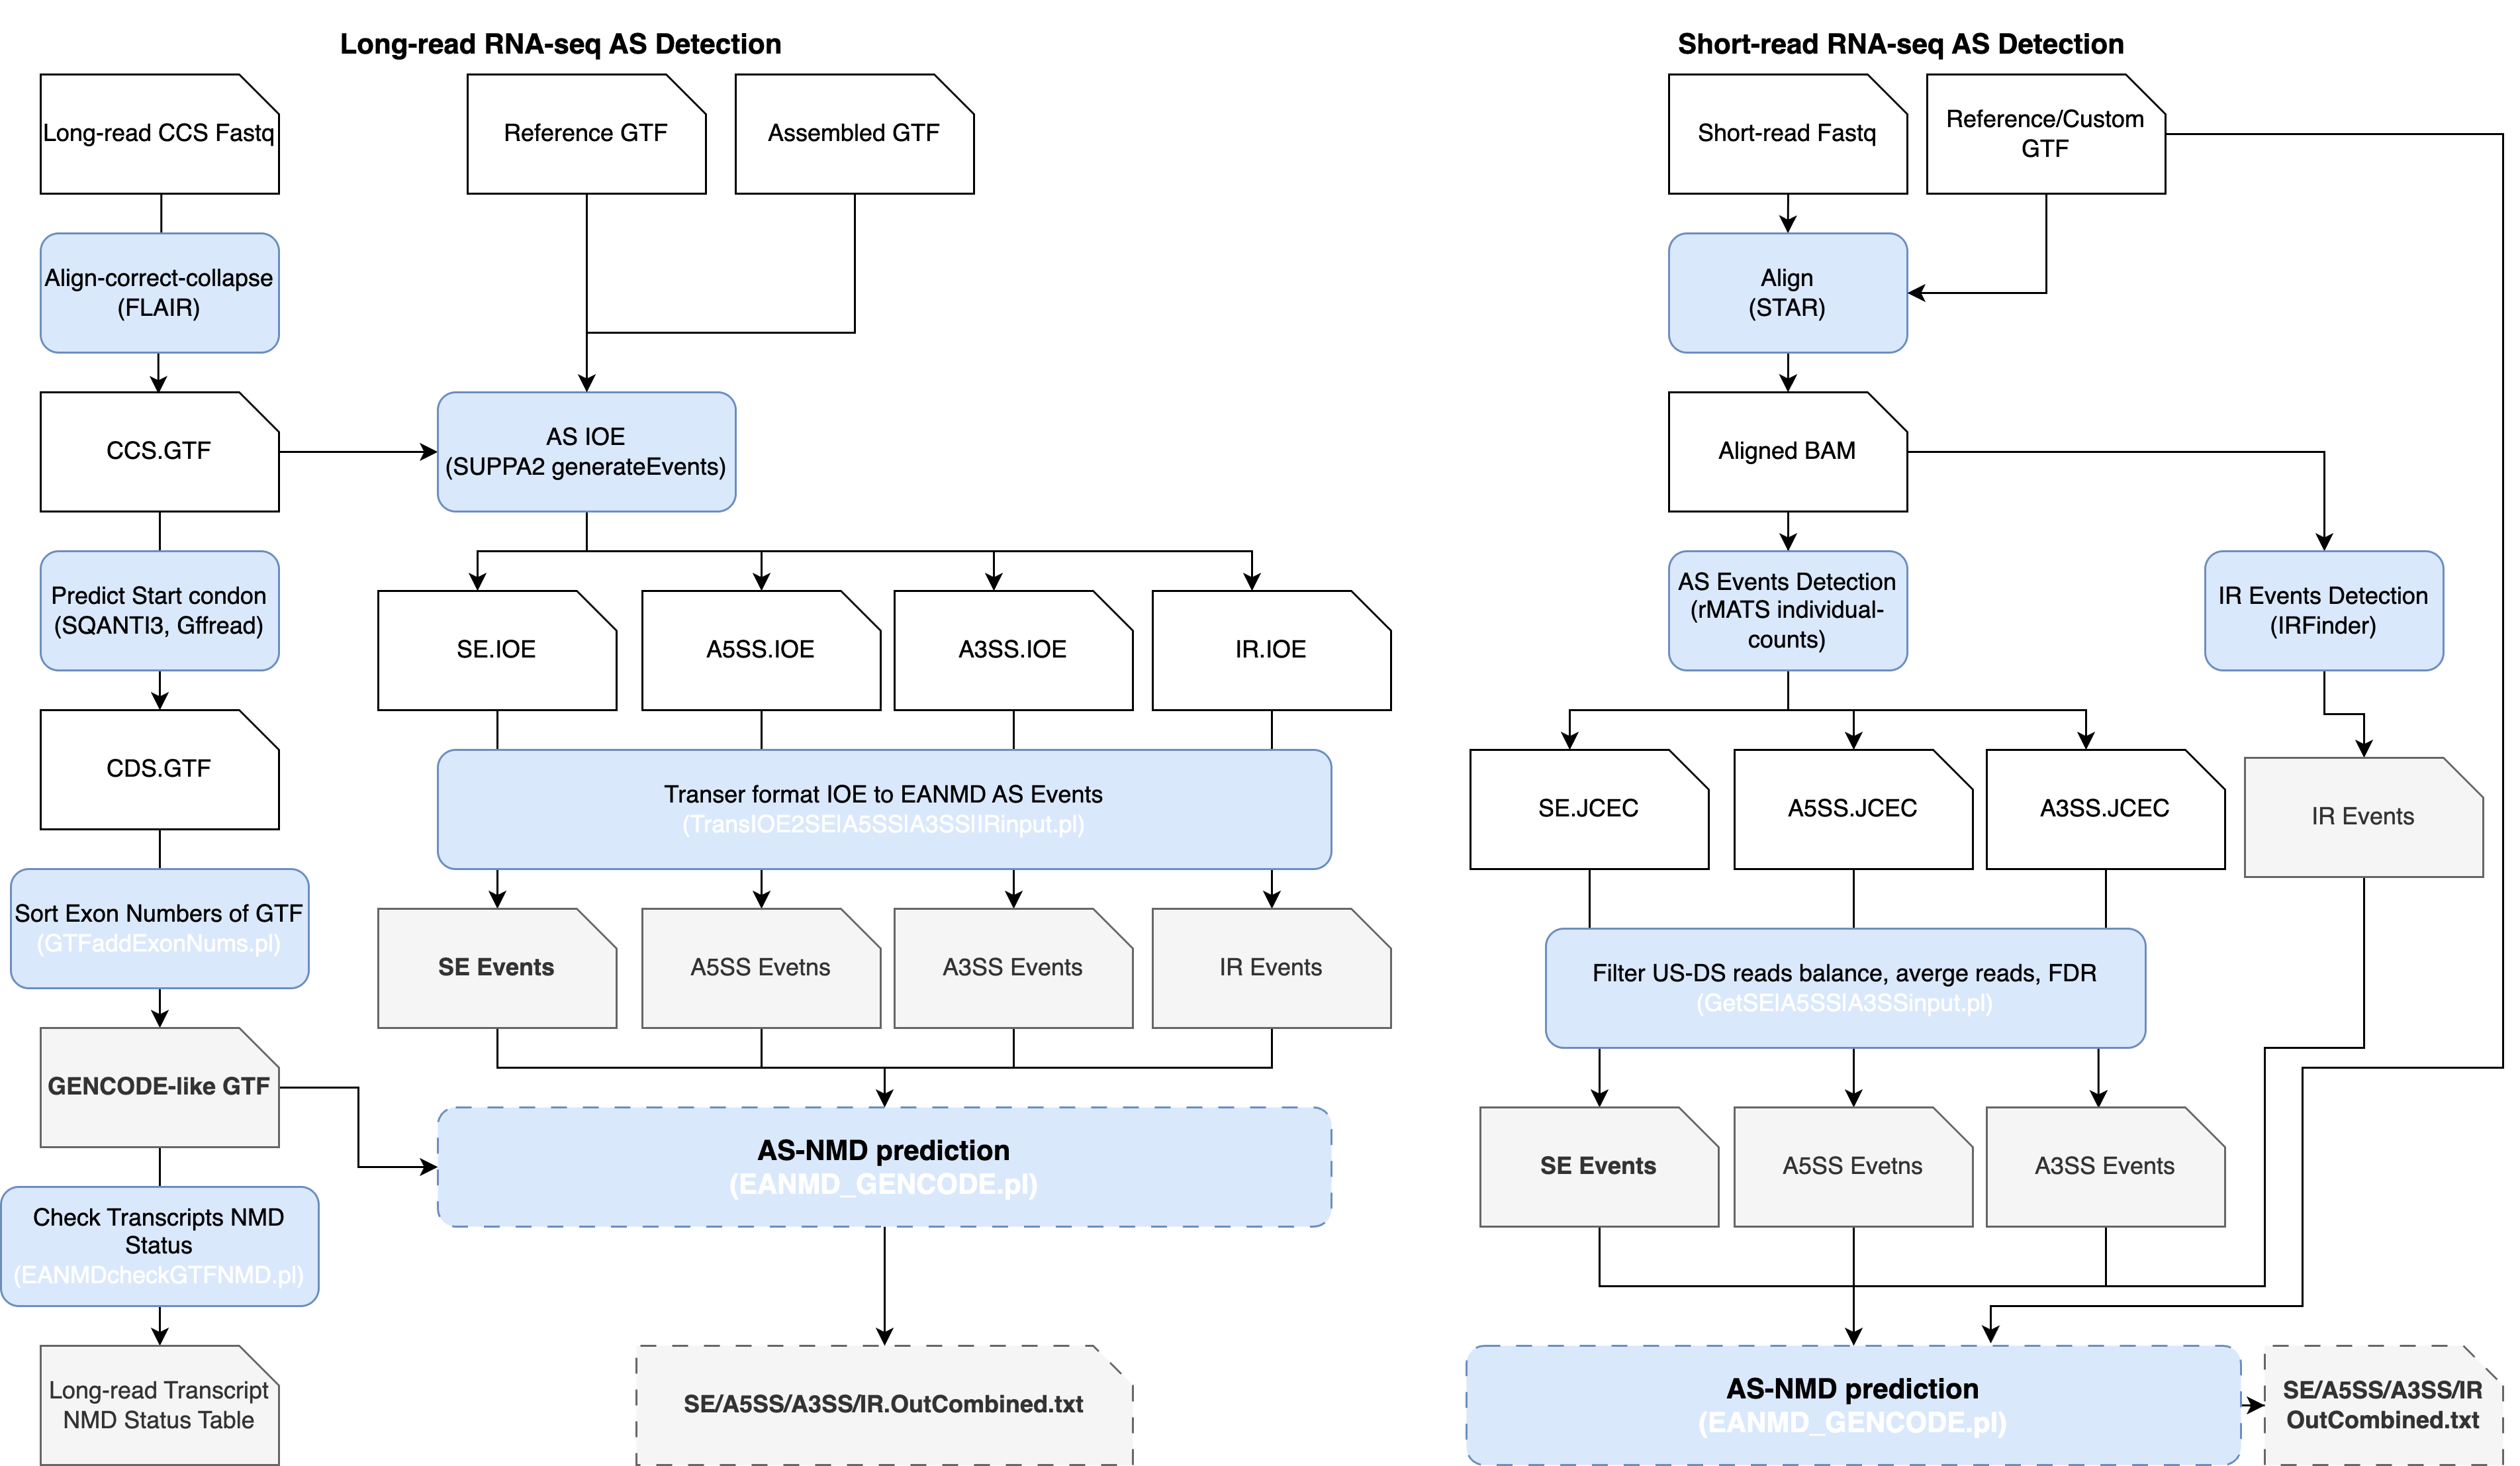 Long-read RNA-seq AS Detection
Long-read CCS Fastq
Reference GTF
Assembled GTF
Align-correct-collapse
(FLAIR)
CCS.GTF
AS IOE
(SUPPA2 generateEvents)
Predict Start condon
(SQANTI3, Gffread)
SE.IOE
A5SS.IOE
A3SS.IOE
IR.IOE
CDS.GTF
Transer format IOE to EANMD AS Events
(TransIOE2SE|A5SS|A3SS|IRinput.pl)
Sort Exon Numbers of GTF
(GTFaddExonNums.pl)
SE Events
A5SS Evetns
A3SS Events
IR Events
GENCODE-like GTF
AS-NMD prediction
(EANMD_GENCODE.pl)
Check Transcripts NMD
Status
(EANMDcheckGTFNMD.pl)
Long-read Transcript
NMD Status Table
SE/A5SS/A3SS/IR.OutCombined.txt
Short-read RNA-seq AS Detection
Short-read Fastq
Reference/Custom
GTF
Align
(STAR)
Aligned BAM
AS Events Detection
(rMATS individual-
counts)
IR Events Detection
(IRFinder)
SE.JCEC
A5SS.JCEC
A3SS.JCEC
IR Events
Filter US-DS reads balance, averge reads, FDR
(GetSE|A5SS|A3SSinput.pl)
SE Events
A5SS Evetns
A3SS Events
AS-NMD prediction
(EANMD_GENCODE.pl)
SE/A5SS/A3SS/IR
OutCombined.txt